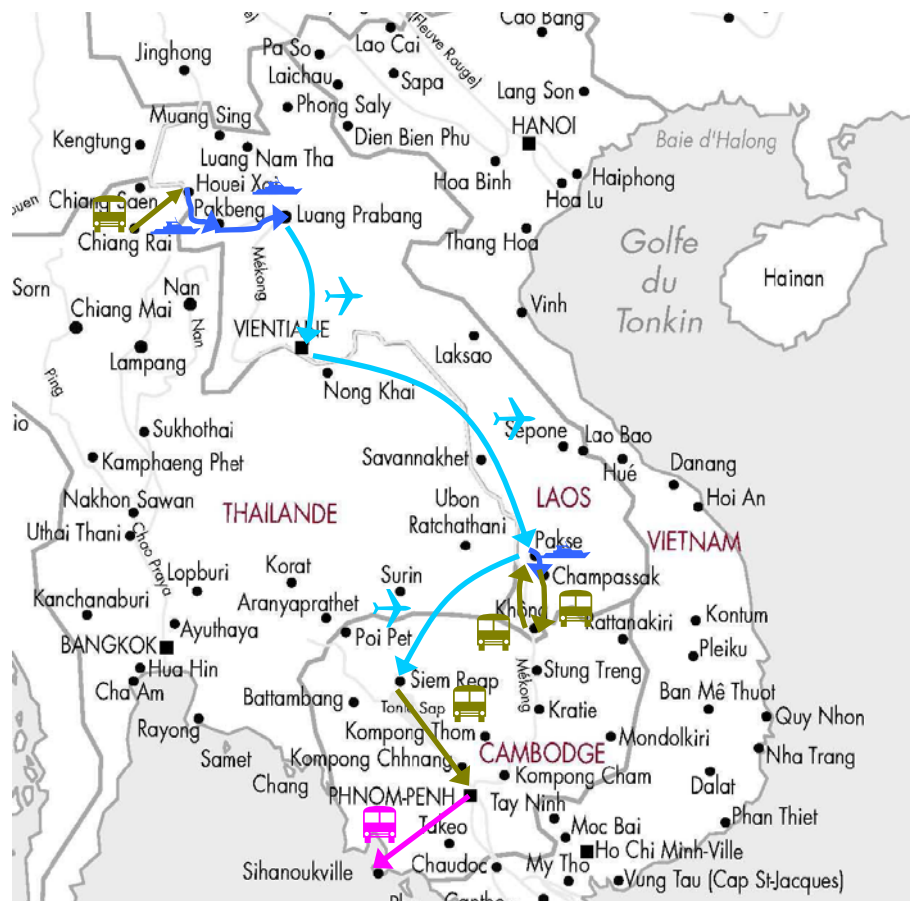 Cao Bang
Lao Cai
(Fleuve Rouge)
Pa So
Jinghong
Sapa
Laichau
Lang Son
Phong Saly
Muang Sing
HANOI
Dien Bien Phu
Kengtung
Baie d'Halong
Luang Nam Tha
Hoa Binh
Haiphong
Houei Xai
Hoa Lu
Chiang Saen
Pakbeng
Luang Prabang
Chiang Rai
Thang Hoa
Golfe
du
Tonkin
Mékong
Hainan
Sorn
Nan
Chiang Mai
Vinh
Nan
VIENTIANE
Laksao
Lampang
Ping
Nong Khai
io
Sukhothai
Sepone
Lao Bao
Kamphaeng Phet
Savannakhet
Hué
Danang
Nakhon Sawan
LAOS
Hoi An
Ubon
Ratchathani
THAILANDE
Uthai Thani
Chao Praya
Pakse
VIETNAM
Lopburi
Korat
Surin
Champassak
Kanchanaburi
Aranyaprathet
Không
Kontum
Ayuthaya
Poi Pet
Rattanakiri
BANGKOK
Pleiku
Hua Hin
Stung Treng
Cha Am
Siem Reap
Mékong
Ban Mê Thuot
Battambang
Tonle Sap
Kratie
Quy Nhon
Rayong
Kompong Thom
Mondolkiri
Samet
Kompong Chhnang
CAMBODGE
Nha Trang
Chang
Kompong Cham
Dalat
PHNOM-PENH
Tay Ninh
Phan Thiet
Takeo
Moc Bai
Ho Chi Minh-Ville
Sihanoukville
Chaudoc
My Tho
Vung Tau (Cap St-Jacques)